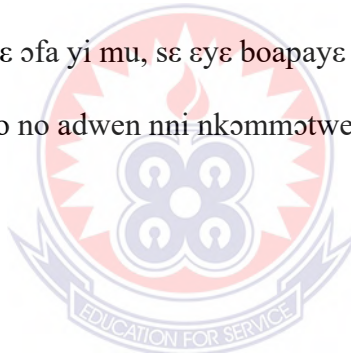 ɛ ɔfa yi mu, sɛ ɛyɛ boapayɛ
o no adwen nni nkɔmmɔtwe
EDUCATION FOR SERVICE